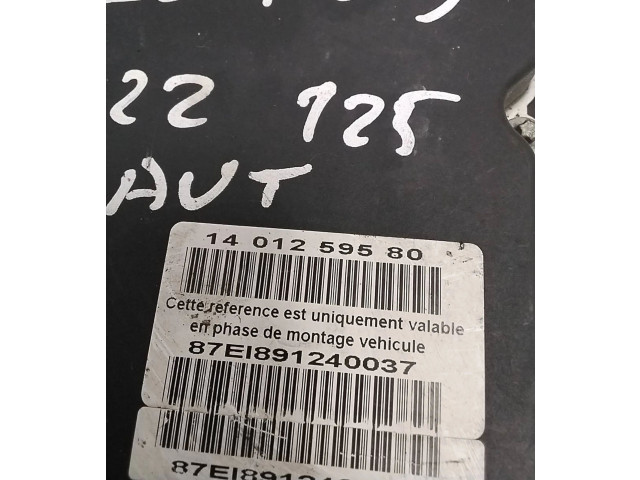 22 125
AUT
14 012 595 80
Cette reference est uniquement valable
en phase de montage vehicule
87EI891240037